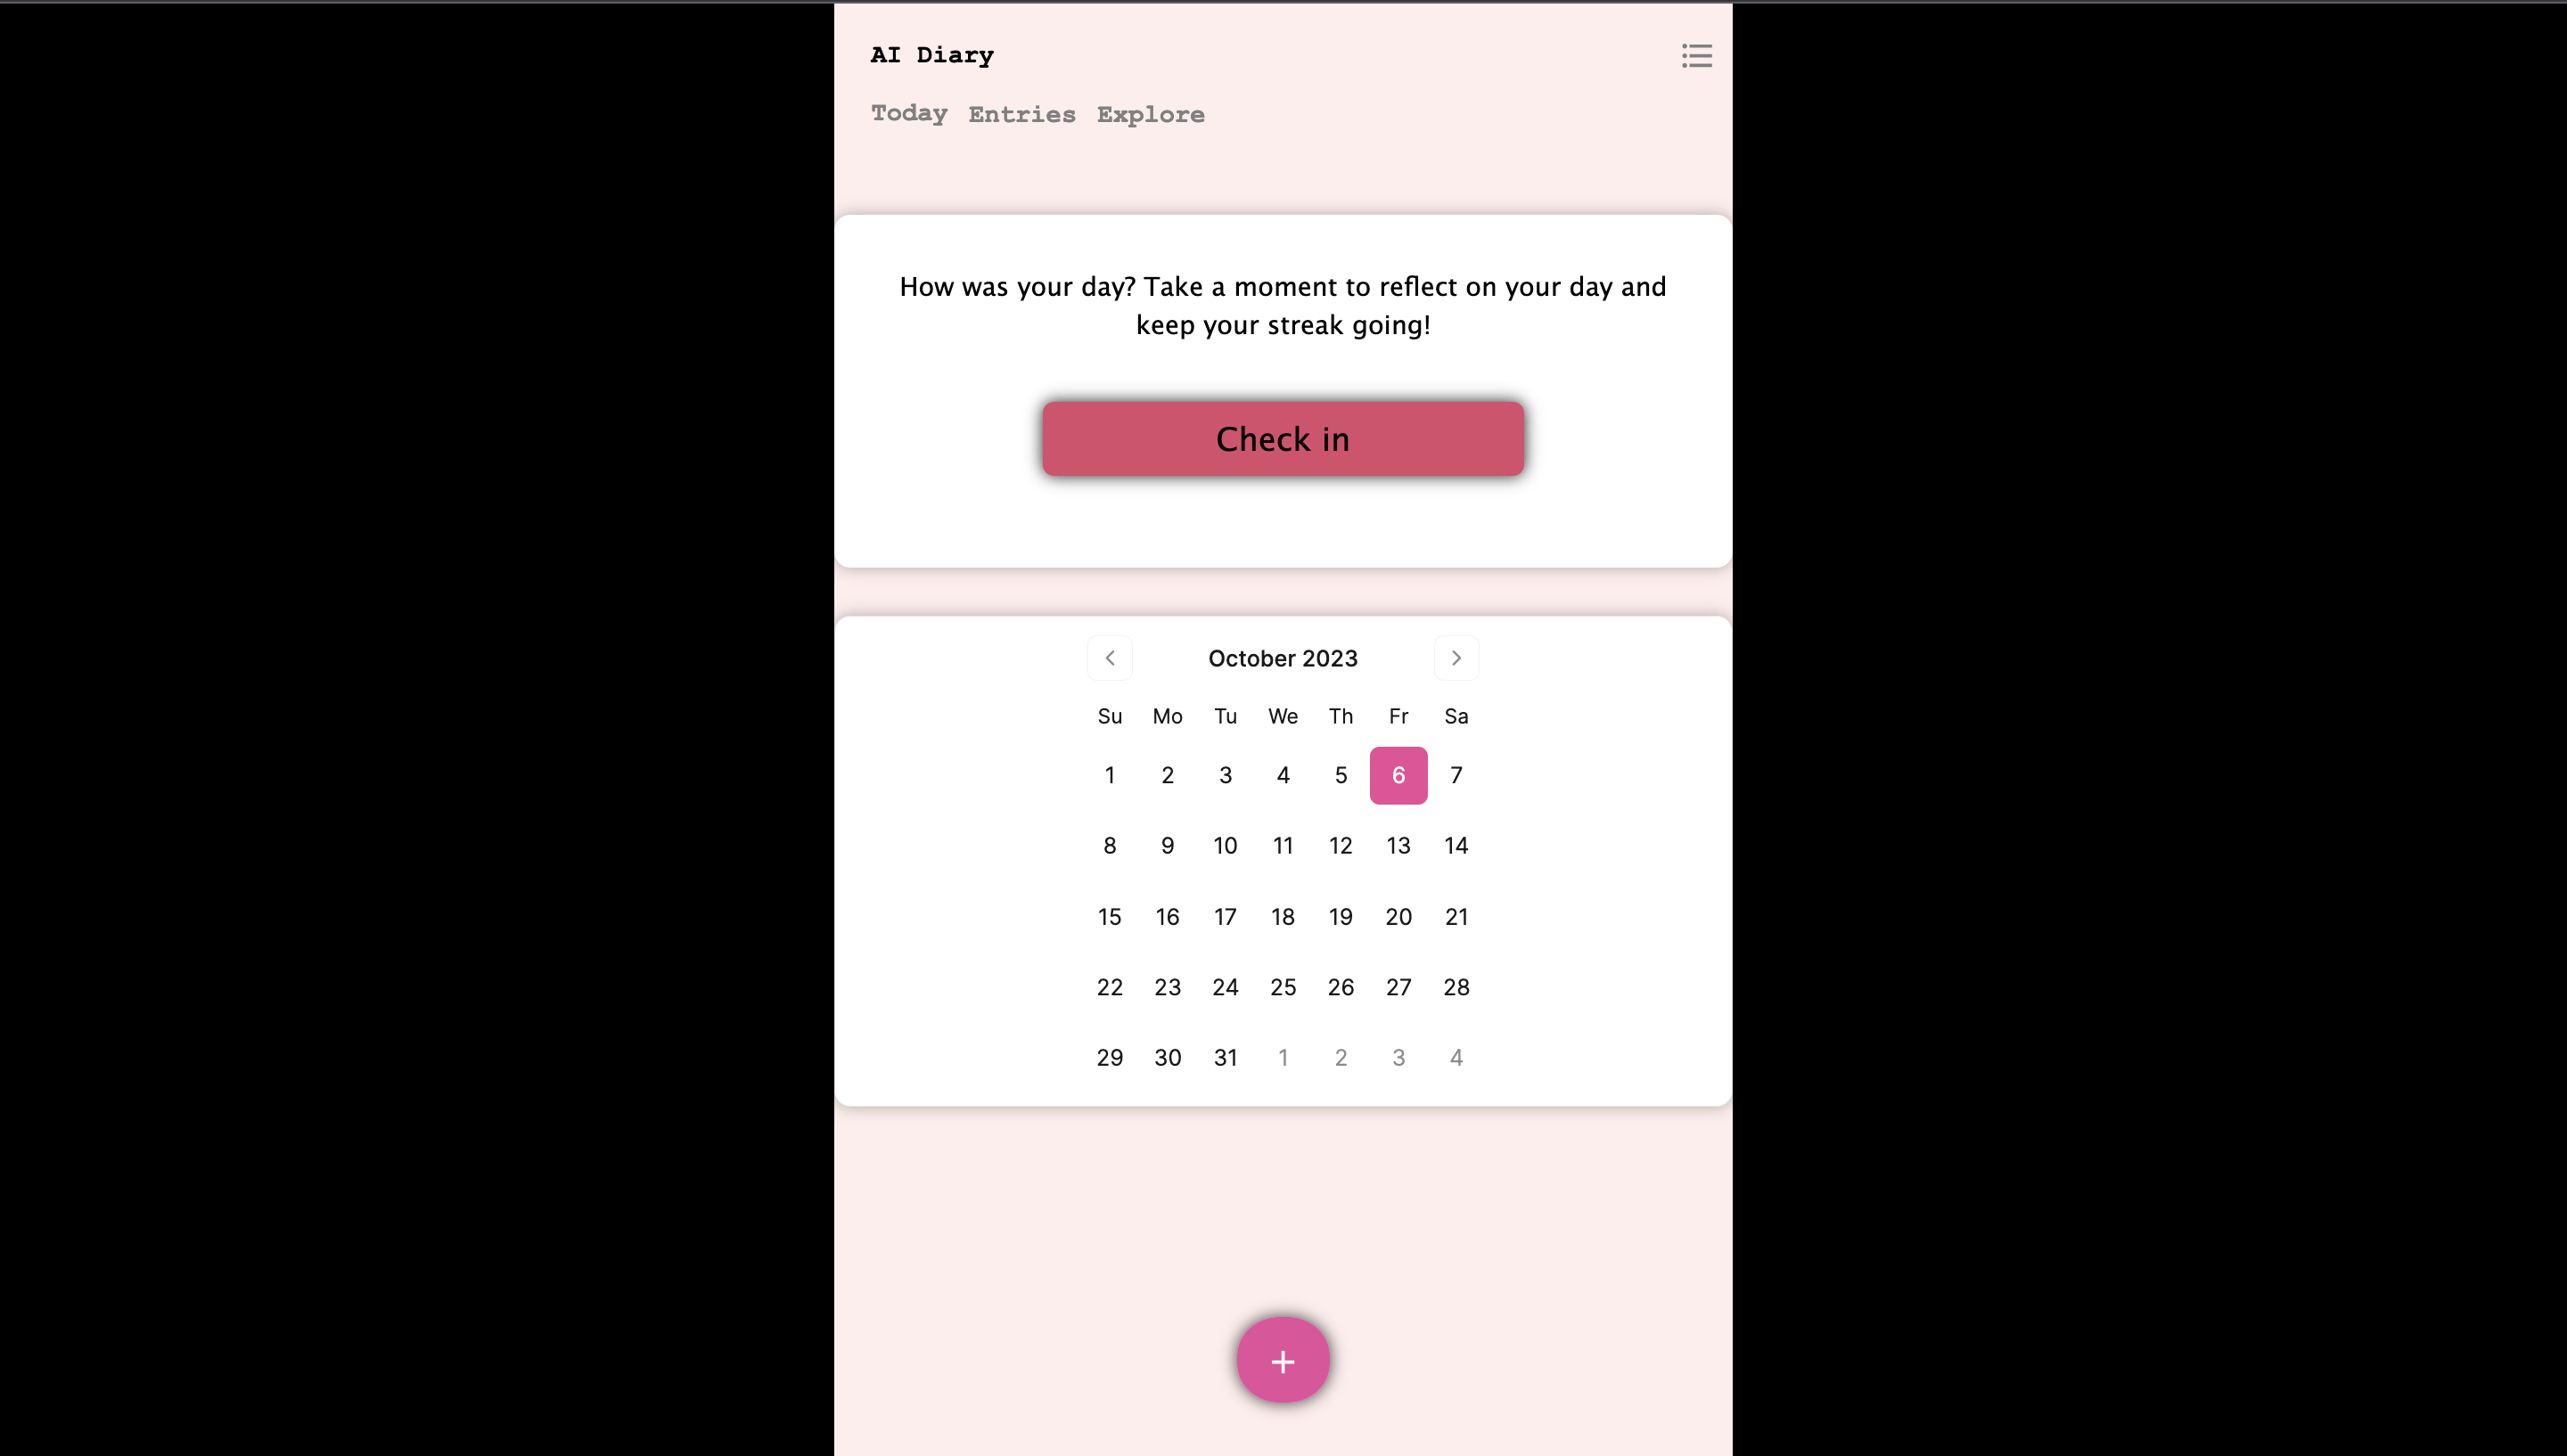 AI Diary
Today Entries Explore
How was your day? Take a moment to reflect on your day and
keep your streak going!
Check in
October 2023
Su Mo Tu We Th Fr Sa
1 2 3 4 5 6 7
8 9 10 11 12 13 14
15 16 17 18 19 20 21
22 23 24 25 26 27 28
29 30 31 1 2 3 4
+